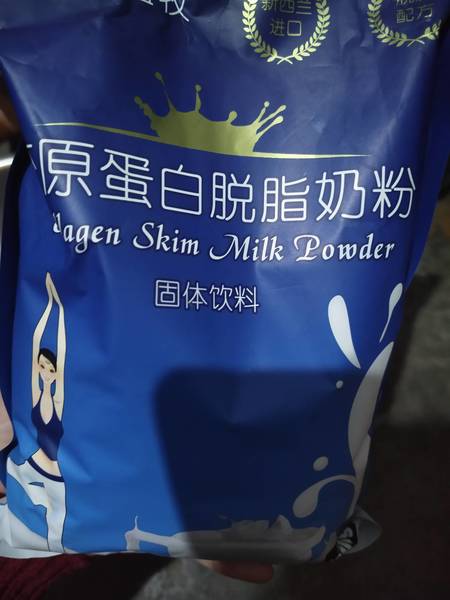 新西兰
进口
配方
原蛋白脱脂奶粉
Skim Milk Powder
固体饮料